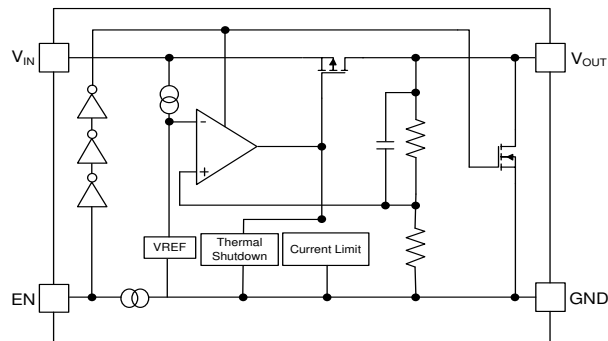 VIN
VOUT
-
+
VREF
Thermal
Shutdown
Current Limit
EN
GND